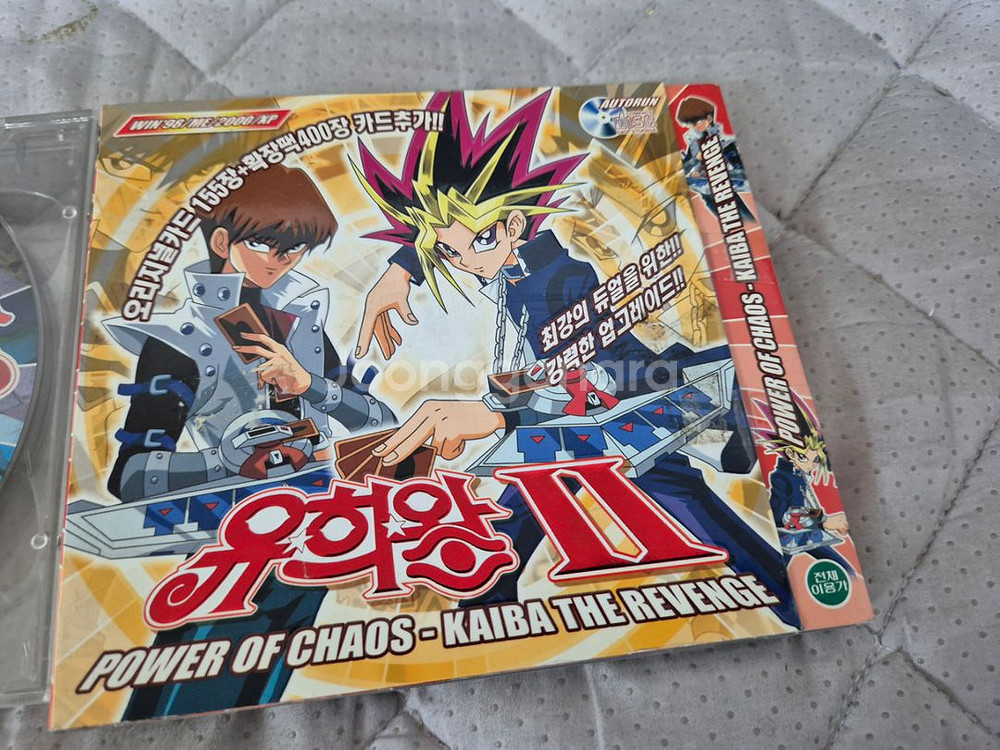 WIN'98/ME/2000/XP
오리지널카드 155장+확장팩400장 카드추가!!
AUTORUN
최강의 듀얼을 위한!!
강력한 업그레이드!!
joonggonara
유희왕 II
POWER OF CHAOS - KAIBA THE REVENGE
POWER OF CHAOS - KAIBA THE REVENGE
전체
이용가